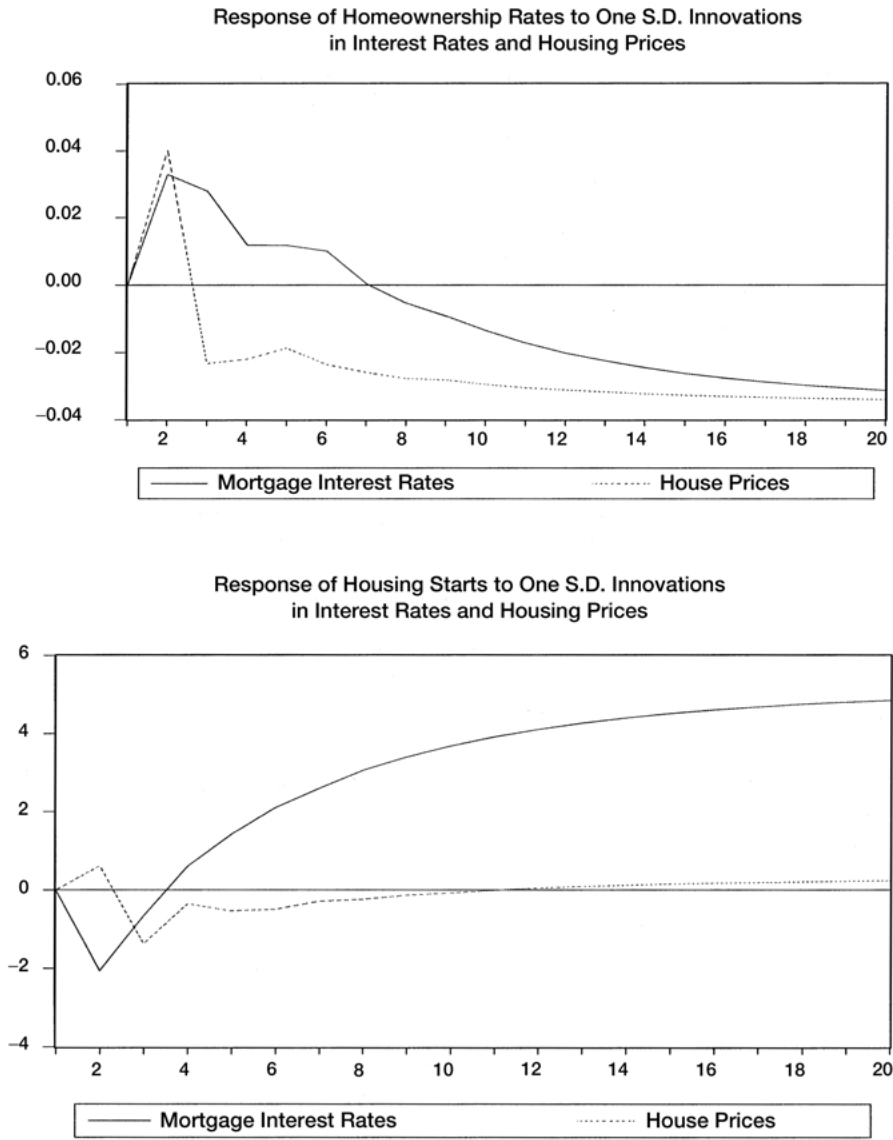 Response of Homeownership Rates to One S.D. Innovations
in Interest Rates and Housing Prices
0.06
0.04
0.02
0.00
−0.02
−0.04
2 4 6 8 10 12 14 16 18 20
Mortgage Interest Rates House Prices
Response of Housing Starts to One S.D. Innovations
in Interest Rates and Housing Prices
6
4
2
0
−2
−4
2 4 6 8 10 12 14 16 18 20
Mortgage Interest Rates House Prices